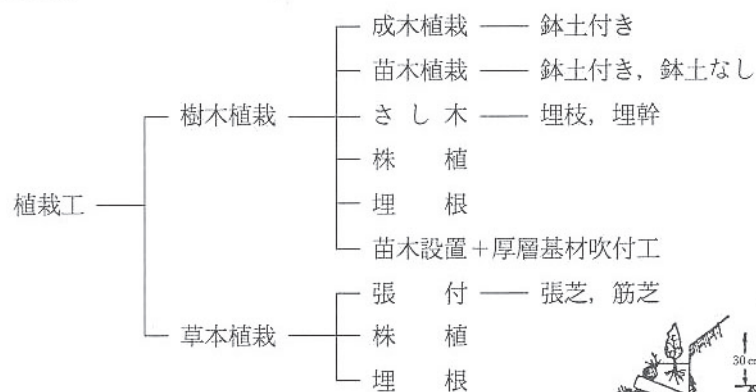 成木植栽 鉢土付き
苗木植栽 鉢土付き，鉢土なし
樹木植栽 さし木 埋枝，埋幹
株植
植栽工 埋根
苗木設置＋厚層基材吹付工
張付 張芝，筋芝
草本植栽 株植
埋根
30cm